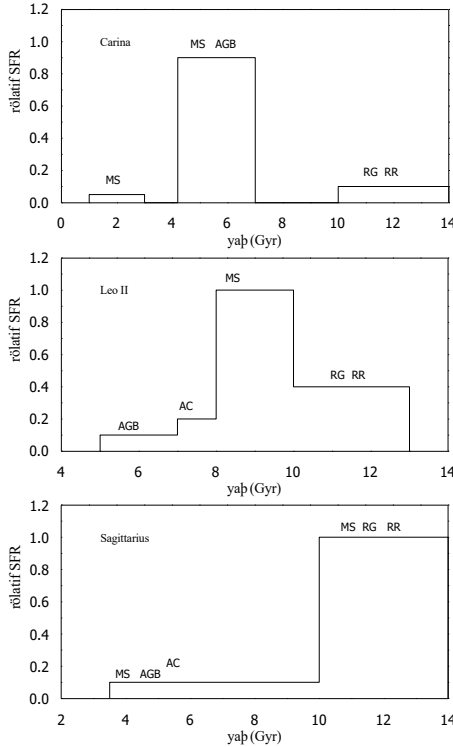 1.2
Carina
MS AGB
1.0
0.8
0.6
0.4
0.2
0.0
rölatif SFR
MS
RG RR
0 2 4 6 8 10 12 14
yaþ (Gyr)
1.2
Leo II
MS
1.0
0.8
0.6
0.4
0.2
0.0
rölatif SFR
AGB
AC
RG RR
4 6 8 10 12 14
yaþ (Gyr)
1.2
Sagittarius
MS RG RR
1.0
0.8
0.6
0.4
0.2
0.0
rölatif SFR
MS AGB
AC
2 4 6 8 10 12 14
yaþ (Gyr)